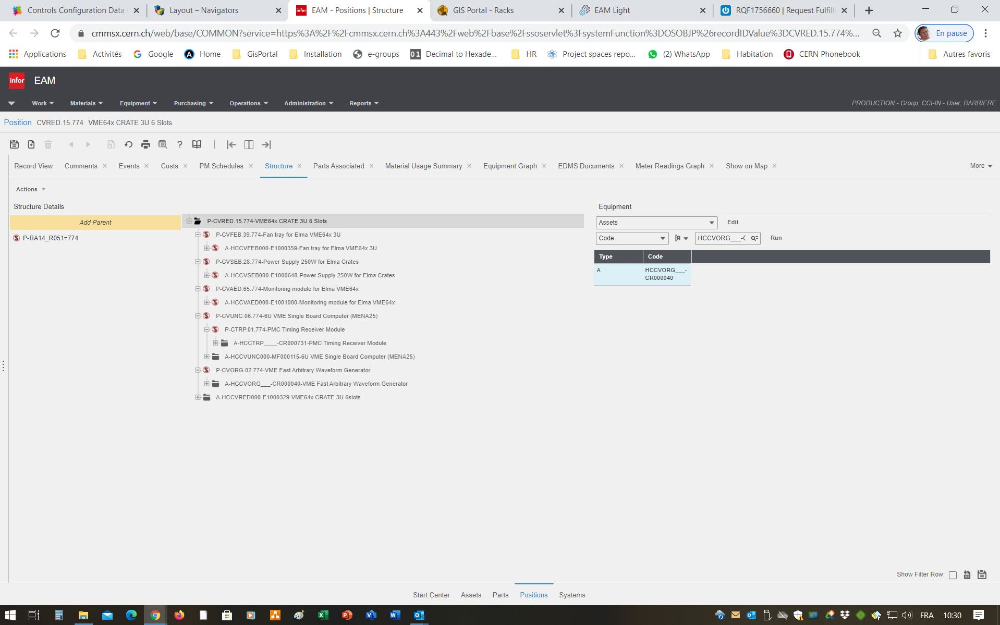 Controls Configuration Data
Layout – Navigators
EAM - Positions | Structure
GIS Portal - Racks
EAM Light
RQF1756660 | Request Fulfill
cmmsx.cern.ch/web/base/COMMON?service=https%3A%2F%2Fcmmsx.cern.ch%3A443%2Fweb%2Fbase%2Fssoservlet%3FsystemFunction%3DOSOBJP%26recordIDValue%3DCVRED.15.774%...
En pause
Applications
Activités
Google
Home
GisPortal
Installation
e-groups
01
Decimal to Hexade...
HR
Project spaces repo...
(2) WhatsApp
Habitation
CERN Phonebook
Autres favoris
infor EAM
Work
Materials
Equipment
Purchasing
Operations
Administration
Reports
PRODUCTION - Group: CCI-IN - User: BARRIERE
Position CVRED.15.774 VME64x CRATE 3U 6 Slots
Record View
Comments
Events
Costs
PM Schedules
Structure
Parts Associated
Material Usage Summary
Equipment Graph
EDMS Documents
Meter Readings Graph
Show on Map
More
Actions
Structure Details
Add Parent
P-RA14_R051=774
P-CVRED.15.774-VME64x CRATE 3U 6 Slots
P-CVFEB.39.774-Fan tray for Elma VME64x 3U
A-HCCVFEB000-E1000359-Fan tray for Elma VME64x 3U
P-CVSEB.28.774-Power Supply 250W for Elma Crates
A-HCCVSEB000-E1000648-Power Supply 250W for Elma Crates
P-CVAED.65.774-Monitoring module for Elma VME64x
A-HCCVAED000-E1001000-Monitoring module for Elma VME64x
P-CVUNC.06.774-6U VME Single Board Computer (MENA25)
P-CTRP.01.774-PMC Timing Receiver Module
A-HCCTRP____-CR000731-PMC Timing Receiver Module
A-HCCVUNC000-MF000115-6U VME Single Board Computer (MENA25)
P-CVORG.02.774-VME Fast Arbitrary Waveform Generator
A-HCCVORG___-CR000040-VME Fast Arbitrary Waveform Generator
A-HCCVRED000-E1000329-VME64x CRATE 3U 6slots
Equipment
Assets
Edit
Code
HCCVORG___-C
Run
Type
Code
A
HCCVORG___-
CR000040
Show Filter Row:
Start Center
Assets
Parts
Positions
Systems
FRA
10:30